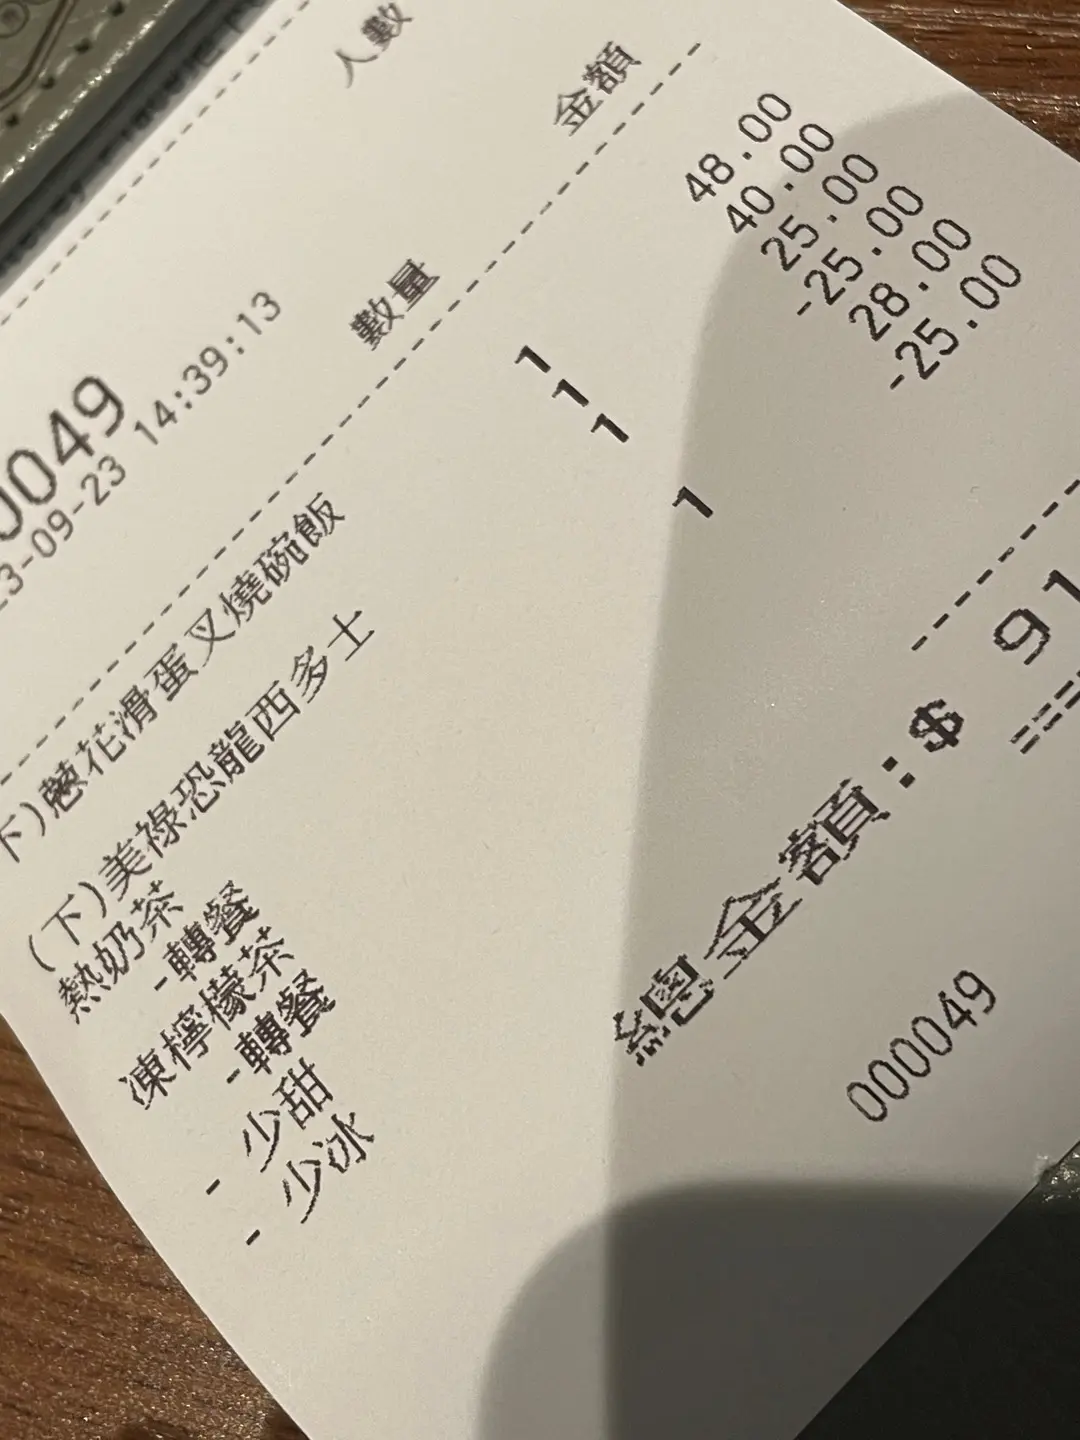 人數
0049
3-09-23 14:39:13
數量 金額
下)蔥花滑蛋叉燒碗飯 1 48.00
(下)美祿恐龍西多士 1 40.00
熱奶茶 1 25.00
-轉餐 -25.00
凍檸檬茶 1 28.00
-轉餐 -25.00
- 少甜
- 少冰
總金額:$ 91
000049